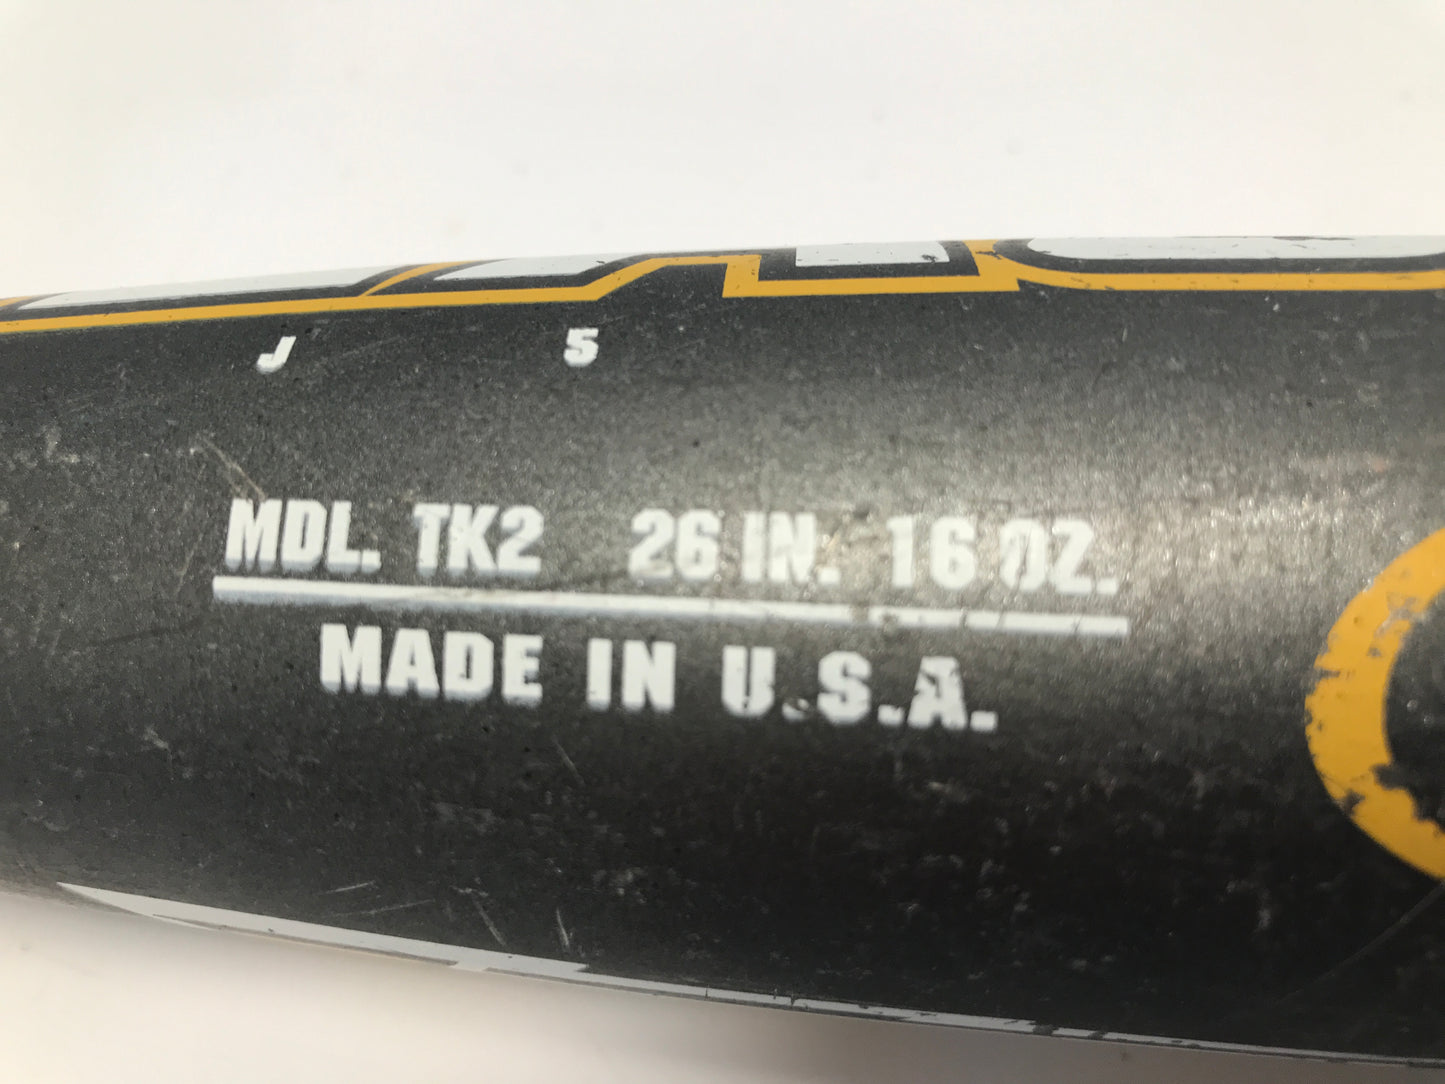 J 5
MDL. TK2 26 IN. 16 OZ.
MADE IN U.S.A.